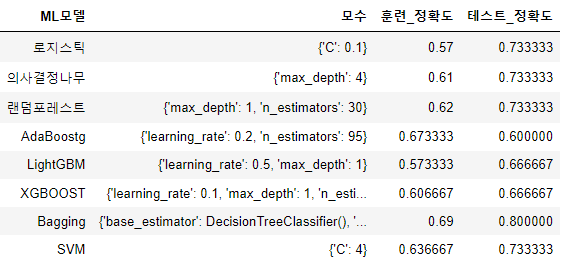 ML모델 모수 훈련_정확도 테스트_정확도
로지스틱 {'C': 0.1} 0.57 0.733333
의사결정나무 {'max_depth': 4} 0.61 0.733333
랜덤포레스트 {'max_depth': 1, 'n_estimators': 30} 0.62 0.733333
AdaBoostg {'learning_rate': 0.2, 'n_estimators': 95} 0.673333 0.600000
LightGBM {'learning_rate': 0.5, 'max_depth': 1} 0.573333 0.666667
XGBOOST {'learning_rate': 0.1, 'max_depth': 1, 'n_esti... 0.606667 0.666667
Bagging {'base_estimator': DecisionTreeClassifier(), '... 0.69 0.800000
SVM {'C': 4} 0.636667 0.733333